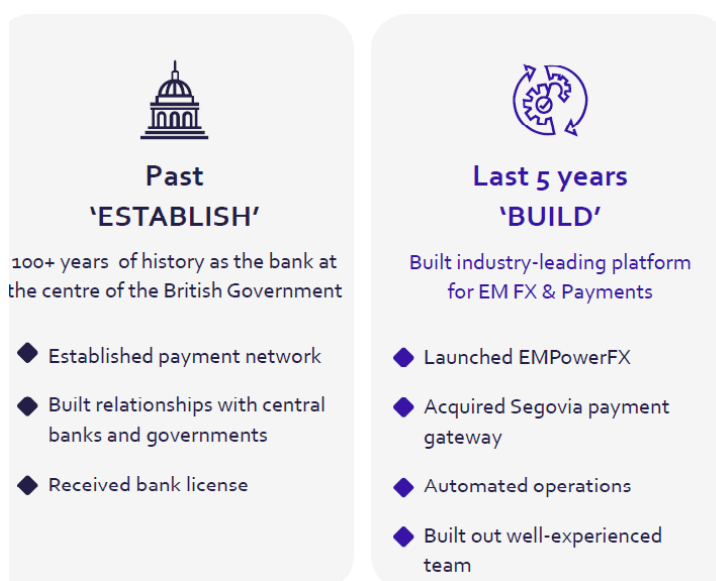 Past
'ESTABLISH'
100+ years of history as the bank at
the centre of the British Government
Established payment network
Built relationships with central
banks and governments
Received bank license
Last 5 years
'BUILD'
Built industry-leading platform
for EM FX & Payments
Launched EMPowerFX
Acquired Segovia payment
gateway
Automated operations
Built out well-experienced
team